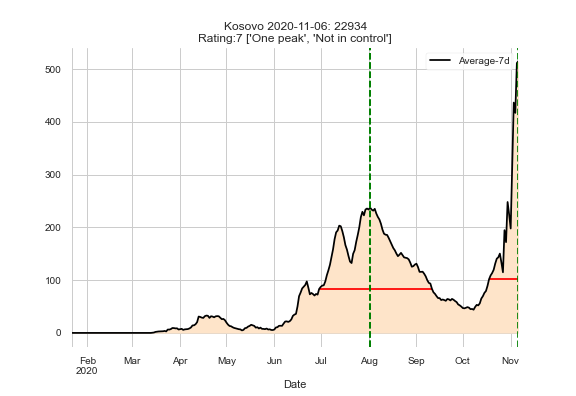 Kosovo 2020-11-06: 22934
Rating:7 ['One peak', 'Not in control']
Average-7d
500
400
300
200
100
0
Feb Mar Apr May Jun Jul Aug Sep Oct Nov
2020
Date